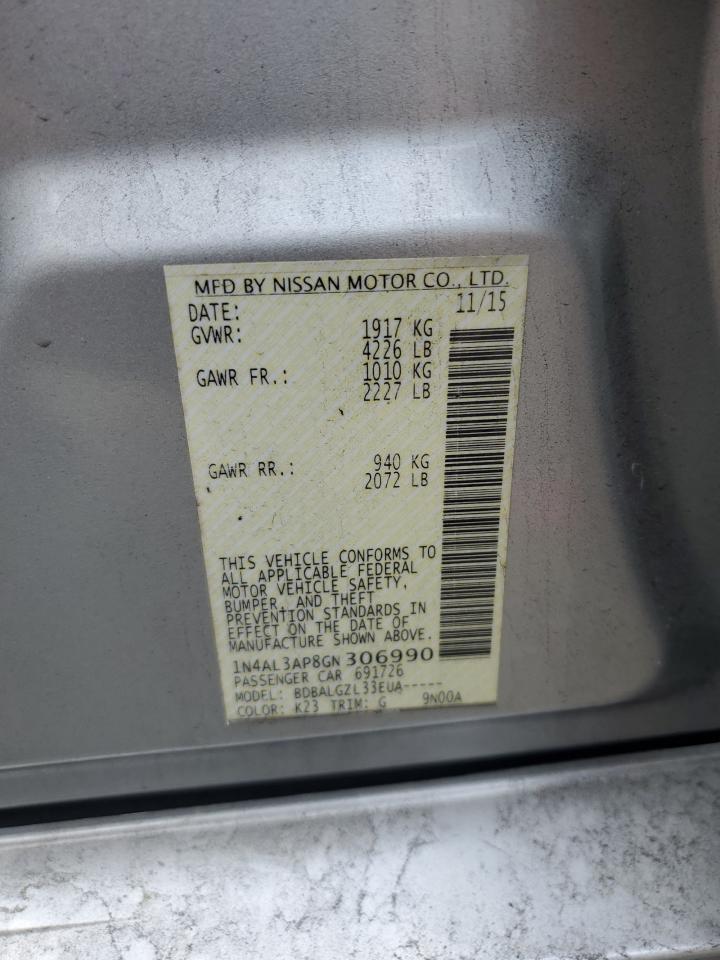 MFD BY NISSAN MOTOR CO., LTD.
DATE: 11/15
GVWR: 1917 KG
4226 LB
GAWR FR.: 1010 KG
2227 LB
GAWR RR.: 940 KG
2072 LB
THIS VEHICLE CONFORMS TO
ALL APPLICABLE FEDERAL
MOTOR VEHICLE SAFETY,
BUMPER, AND THEFT
PREVENTION STANDARDS IN
EFFECT ON THE DATE OF
MANUFACTURE SHOWN ABOVE.
1N4AL3AP8GN306990
PASSENGER CAR 691726
MODEL: BDBALGZL33EUA-----
COLOR: K23 TRIM: G 9N00A